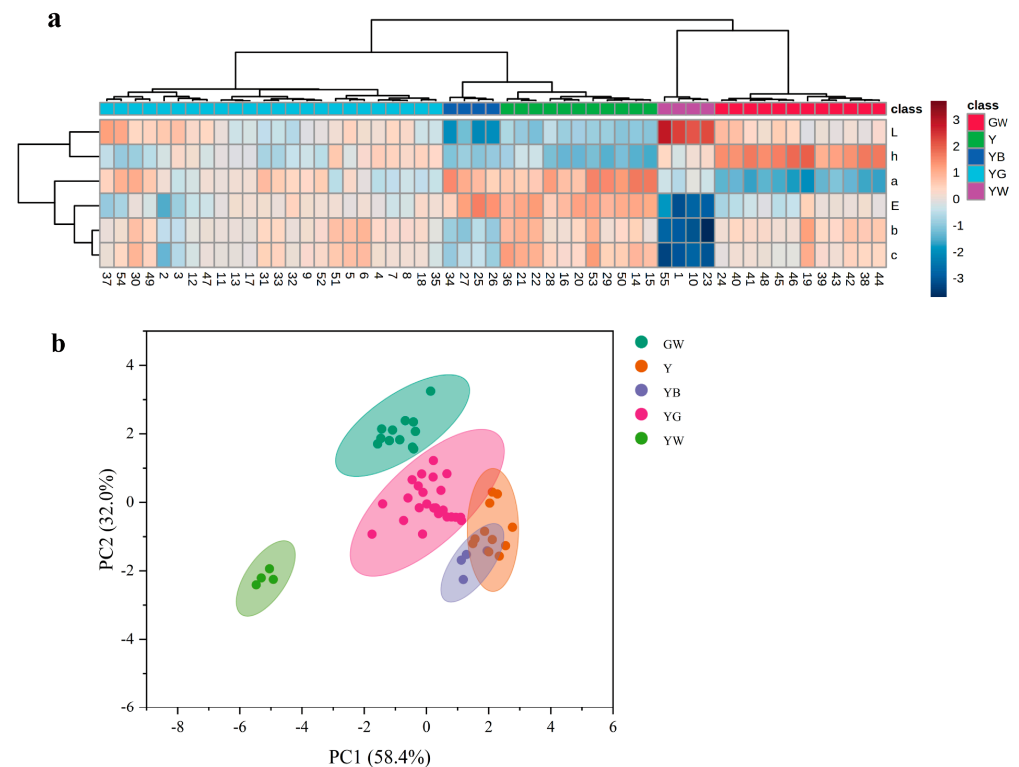 a
class
L
h
a
E
b
c
37 54 30 49 2 3 12 47 11 13 17 31 33 32 9 52 51 5 6 4 7 8 18 35 34 27 25 26 36 21 22 28 16 20 53 29 50 14 15 55 1 10 23 24 40 41 48 45 46 19 39 43 42 38 44
class
3
2
1
0
-1
-2
-3
GW
Y
YB
YG
YW
b
4
2
0
-2
-4
-6
-8 -6 -4 -2 0 2 4 6
PC2 (32.0%)
PC1 (58.4%)
GW
Y
YB
YG
YW